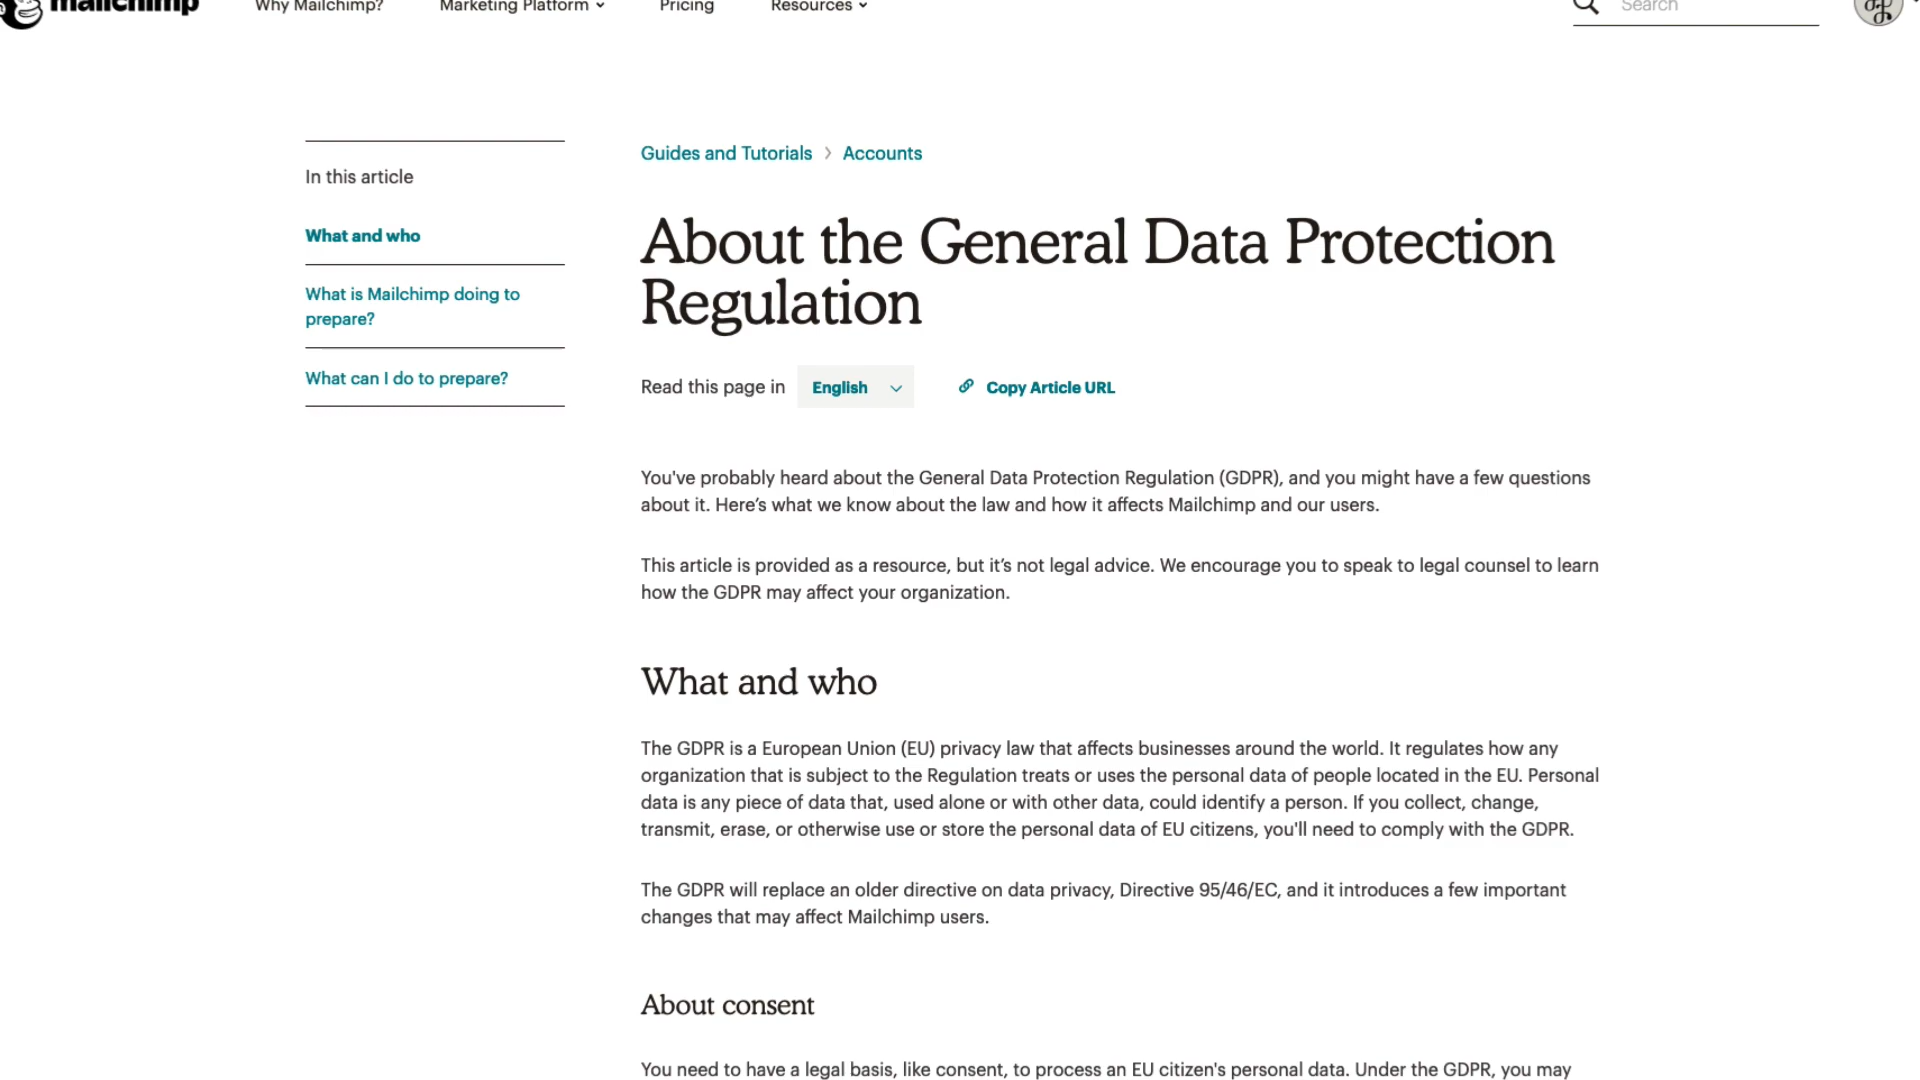 mailchimp
Why Mailchimp?
Marketing Platform
Pricing
Resources
Search
In this article
What and who
What is Mailchimp doing to
prepare?
What can I do to prepare?
Guides and Tutorials > Accounts
About the General Data Protection
Regulation
Read this page in English
Copy Article URL
You've probably heard about the General Data Protection Regulation (GDPR), and you might have a few questions
about it. Here’s what we know about the law and how it affects Mailchimp and our users.
This article is provided as a resource, but it’s not legal advice. We encourage you to speak to legal counsel to learn
how the GDPR may affect your organization.
What and who
The GDPR is a European Union (EU) privacy law that affects businesses around the world. It regulates how any
organization that is subject to the Regulation treats or uses the personal data of people located in the EU. Personal
data is any piece of data that, used alone or with other data, could identify a person. If you collect, change,
transmit, erase, or otherwise use or store the personal data of EU citizens, you'll need to comply with the GDPR.
The GDPR will replace an older directive on data privacy, Directive 95/46/EC, and it introduces a few important
changes that may affect Mailchimp users.
About consent
You need to have a legal basis, like consent, to process an EU citizen's personal data. Under the GDPR, you may